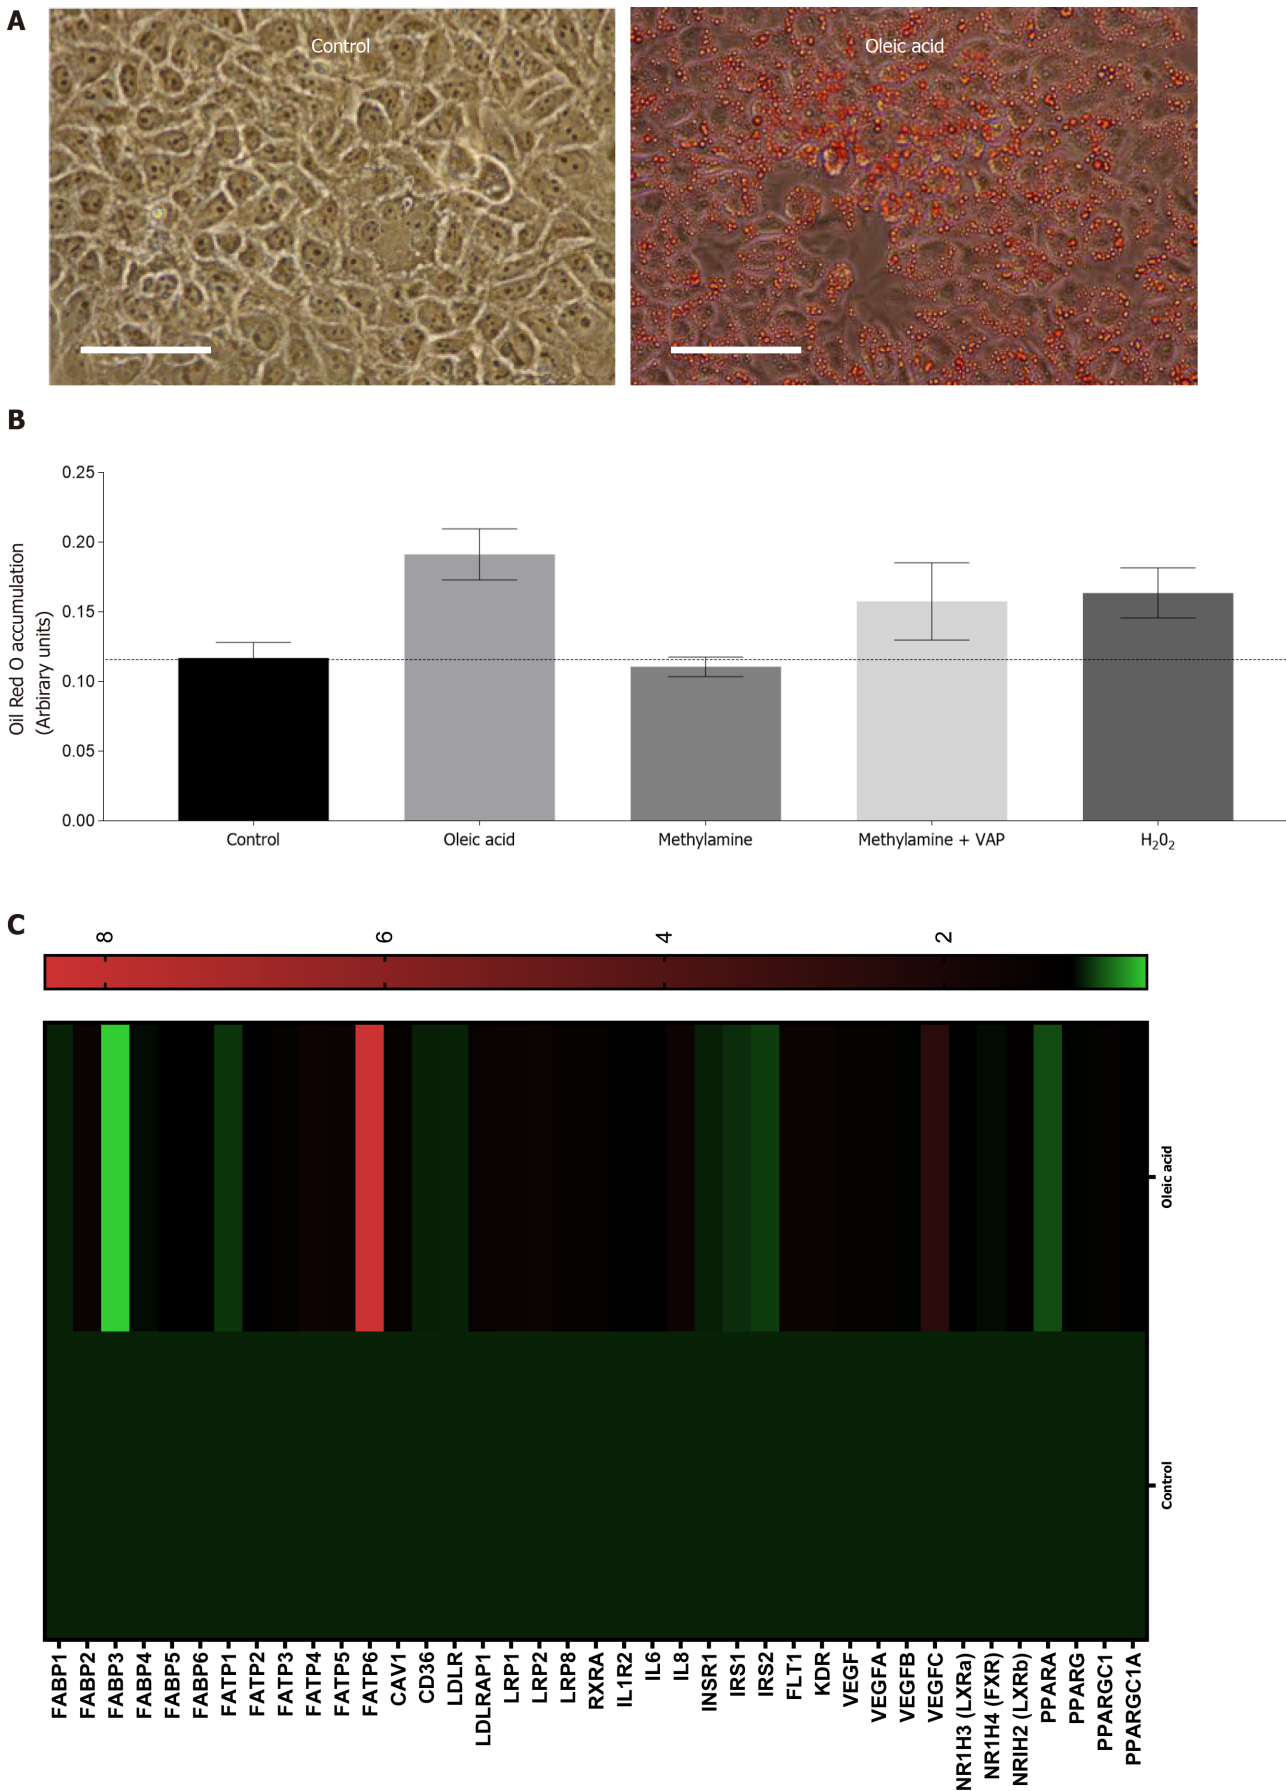 A
Control
Oleic acid
B
Oil Red O accumulation
(Arbirary units)
0.25
0.20
0.15
0.10
0.05
0.00
Control
Oleic acid
Methylamine
Methylamine + VAP
H₂0₂
C
8
6
4
2
Oleic acid
Control
FABP1
FABP2
FABP3
FABP4
FABP5
FABP6
FATP1
FATP2
FATP3
FATP4
FATP5
FATP6
CAV1
CD36
LDLR
LDLRAP1
LRP1
LRP2
LRP8
RXRA
IL1R2
IL6
IL8
INSR1
IRS1
IRS2
FLT1
KDR
VEGF
VEGFA
VEGFB
VEGFC
NR1H3 (LXRa)
NR1H4 (FXR)
NRIH2 (LXRb)
PPARA
PPARG
PPARGC1
PPARGC1A